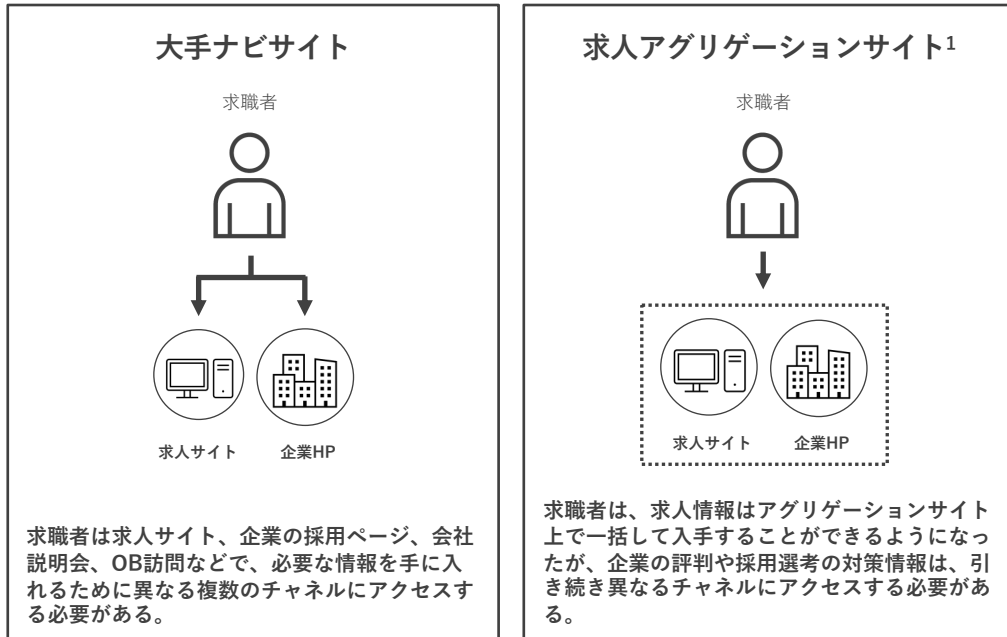 大手ナビサイト
求職者
求人サイト
企業HP
求職者は求人サイト、企業の採用ページ、会社
説明会、OB訪問などで、必要な情報を手に入
れるために異なる複数のチャネルにアクセスす
る必要がある。
求人アグリゲーションサイト¹
求職者
求人サイト
企業HP
求職者は、求人情報はアグリゲーションサイト
上で一括して入手することができるようになっ
たが、企業の評判や採用選考の対策情報は、引
き続き異なるチャネルにアクセスする必要があ
る。